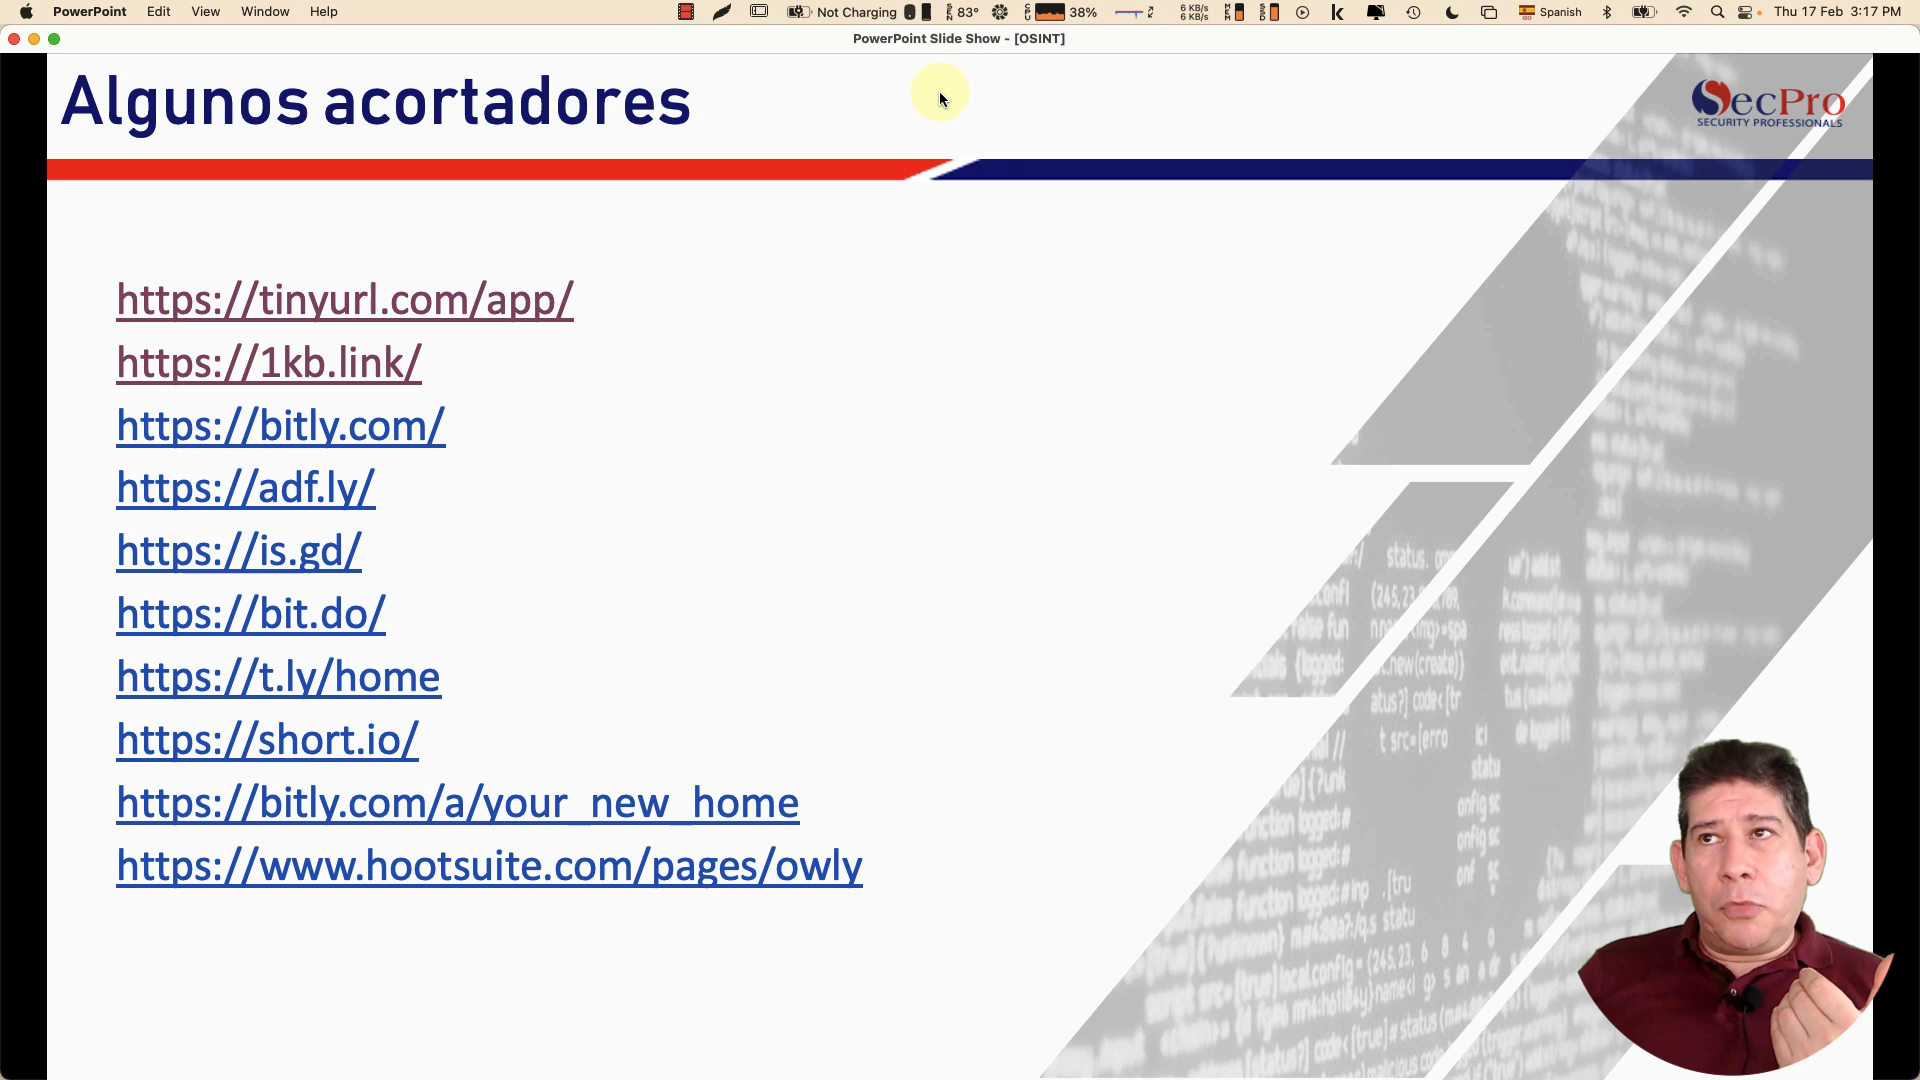 PowerPoint Edit View Window Help Not Charging 83° 38% 6 KB/s 6 KB/s Spanish Thu 17 Feb 3:17 PM
PowerPoint Slide Show - [OSINT]
Algunos acortadores
SecPro
SECURITY PROFESSIONALS
https://tinyurl.com/app/
https://1kb.link/
https://bitly.com/
https://adf.ly/
https://is.gd/
https://bit.do/
https://t.ly/home
https://short.io/
https://bitly.com/a/your_new_home
https://www.hootsuite.com/pages/owly